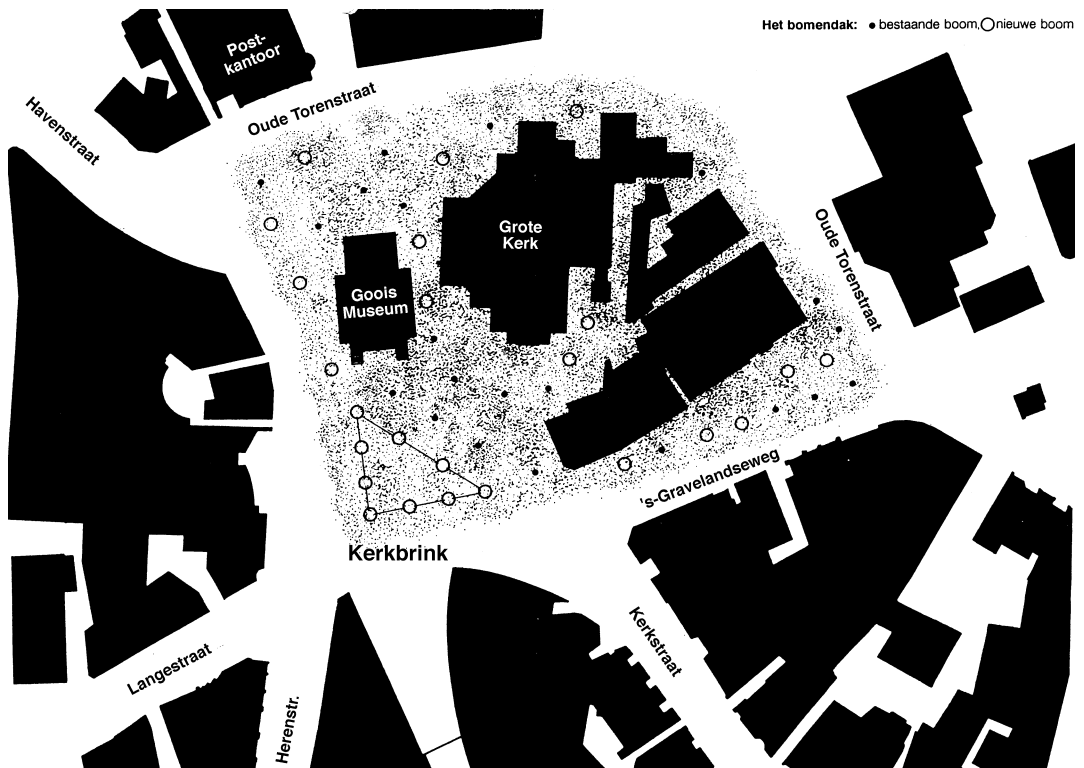 Het bomendak: ● bestaande boom, ○ nieuwe boom
Post-
kantoor
Havenstraat
Oude Torenstraat
Grote
Kerk
Oude Torenstraat
Goois
Museum
's-Gravelandseweg
Kerkbrink
Kerkstraat
Langestraat
Herenstr.